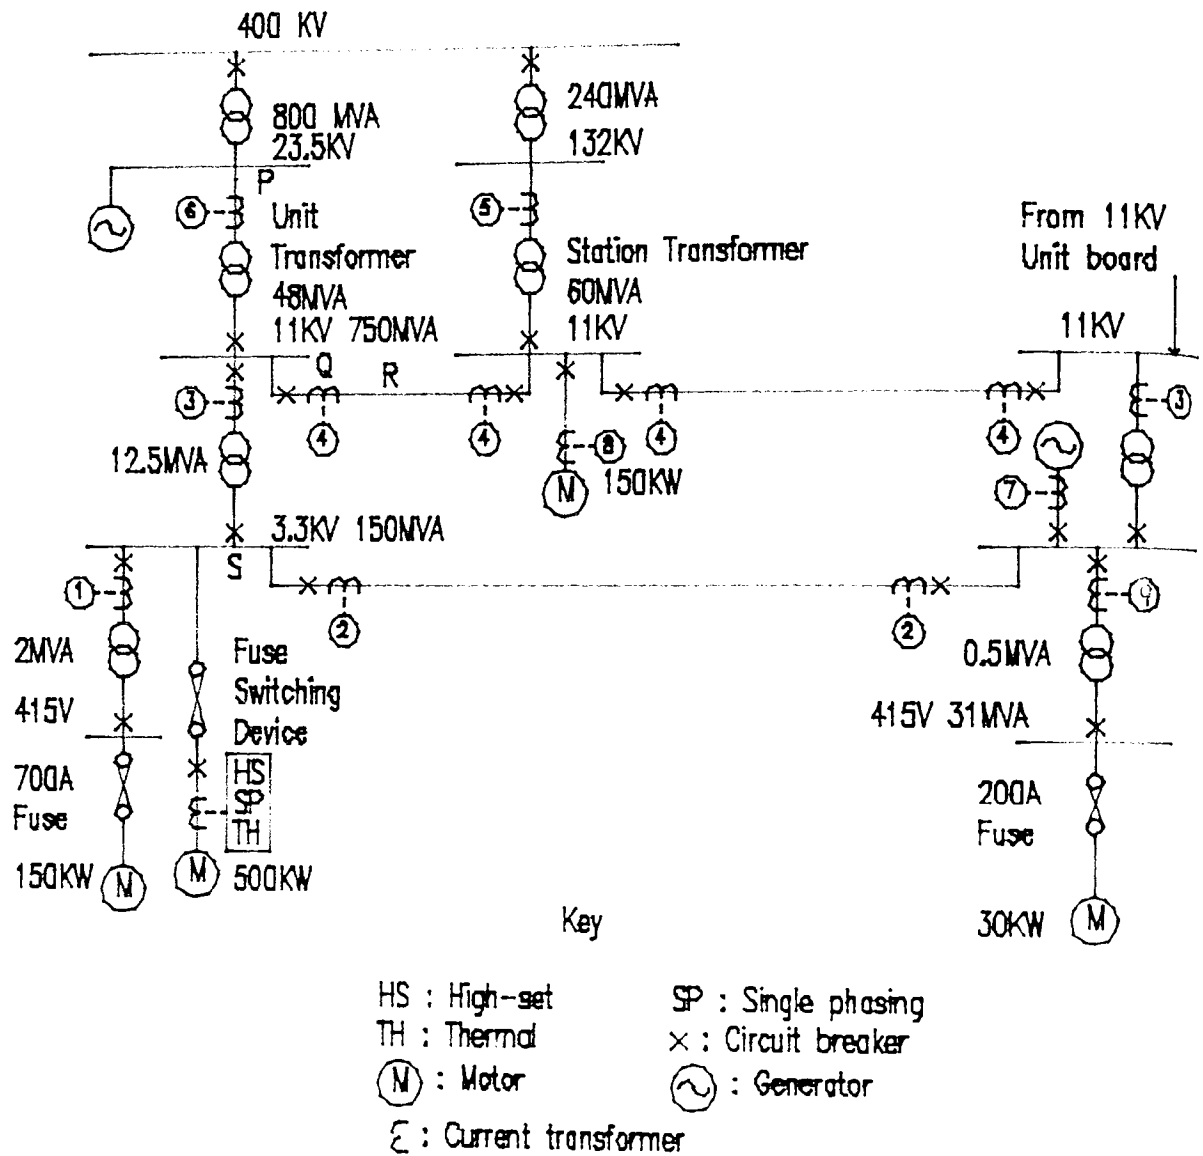 400 KV
800 MVA
23.5KV
240MVA
132KV
P
6
Unit
Transformer
48MVA
5
Station Transformer
60MVA
From 11KV
Unit board
11KV 750MVA
11KV
11KV
Q
R
3
4
4
4
4
3
12.5MVA
8
150KW
7
3.3KV 150MVA
S
1
2
2
9
2MVA
415V
Fuse
Switching
Device
0.5MVA
415V 31MVA
700A
Fuse
HS
SP
TH
200A
Fuse
150KW
M
M
500KW
M
30KW
M
Key
HS : High-set
SP : Single phasing
TH : Thermal
× : Circuit breaker
M : Motor
: Generator
: Current transformer